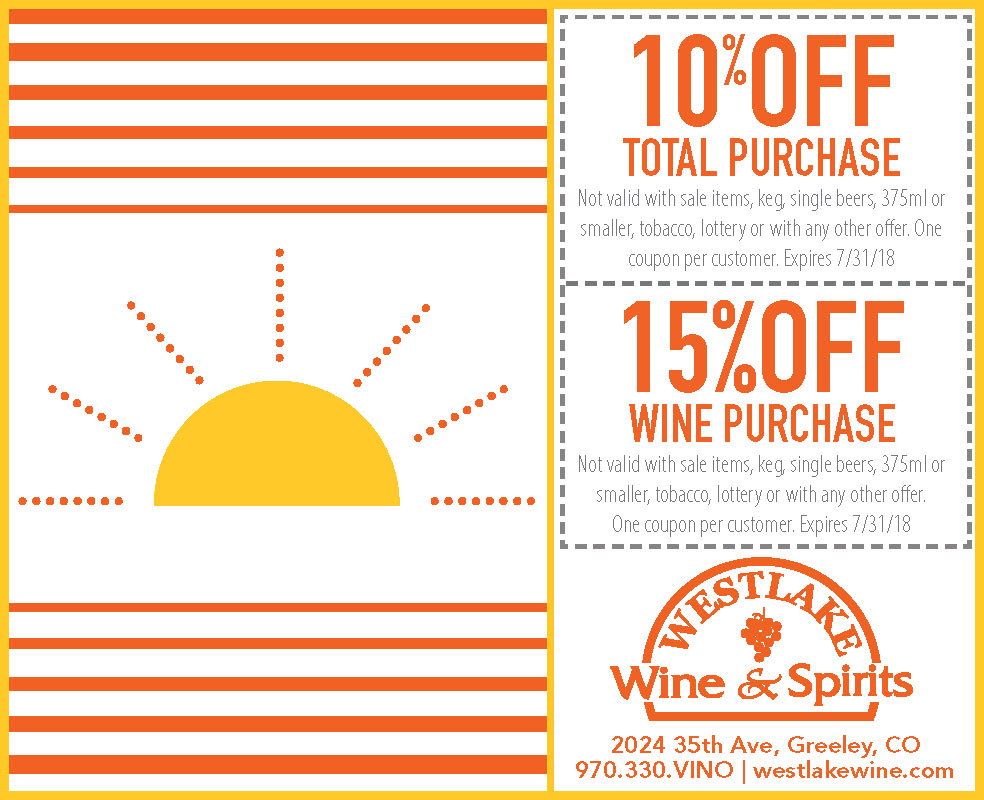 10%OFF
TOTAL PURCHASE
Not valid with sale items, keg, single beers, 375ml or
smaller, tobacco, lottery or with any other offer. One
coupon per customer. Expires 7/31/18
15%OFF
WINE PURCHASE
Not valid with sale items, keg, single beers, 375ml or
smaller, tobacco, lottery or with any other offer.
One coupon per customer. Expires 7/31/18
WESTLAKE
Wine & Spirits
2024 35th Ave, Greeley, CO
970.330.VINO | westlakewine.com